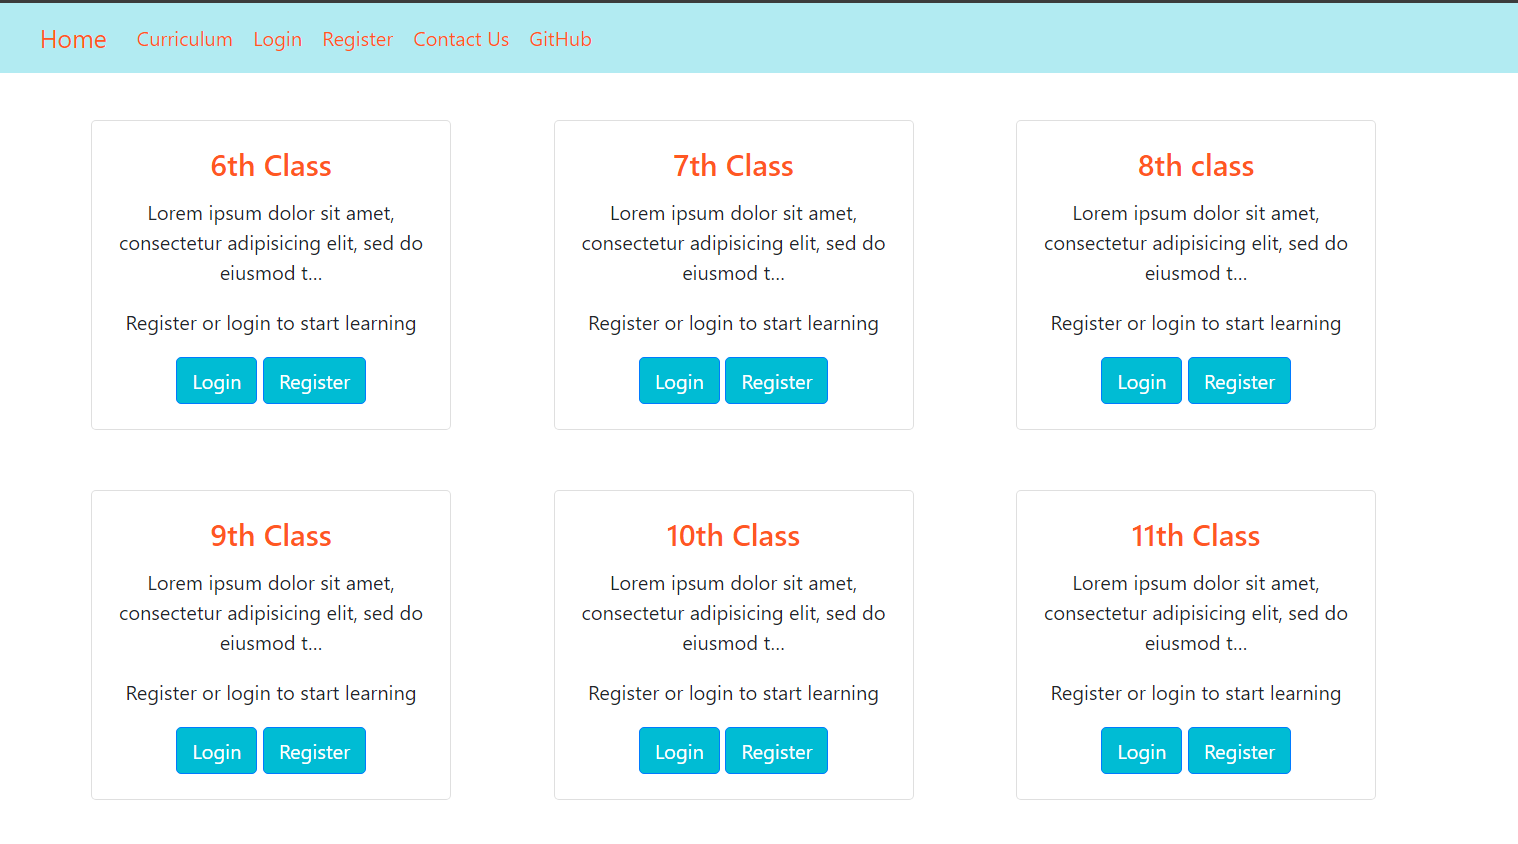 Home Curriculum Login Register Contact Us GitHub
6th Class
Lorem ipsum dolor sit amet,
consectetur adipisicing elit, sed do
eiusmod t...
Register or login to start learning
Login Register
7th Class
Lorem ipsum dolor sit amet,
consectetur adipisicing elit, sed do
eiusmod t...
Register or login to start learning
Login Register
8th class
Lorem ipsum dolor sit amet,
consectetur adipisicing elit, sed do
eiusmod t...
Register or login to start learning
Login Register
9th Class
Lorem ipsum dolor sit amet,
consectetur adipisicing elit, sed do
eiusmod t...
Register or login to start learning
Login Register
10th Class
Lorem ipsum dolor sit amet,
consectetur adipisicing elit, sed do
eiusmod t...
Register or login to start learning
Login Register
11th Class
Lorem ipsum dolor sit amet,
consectetur adipisicing elit, sed do
eiusmod t...
Register or login to start learning
Login Register